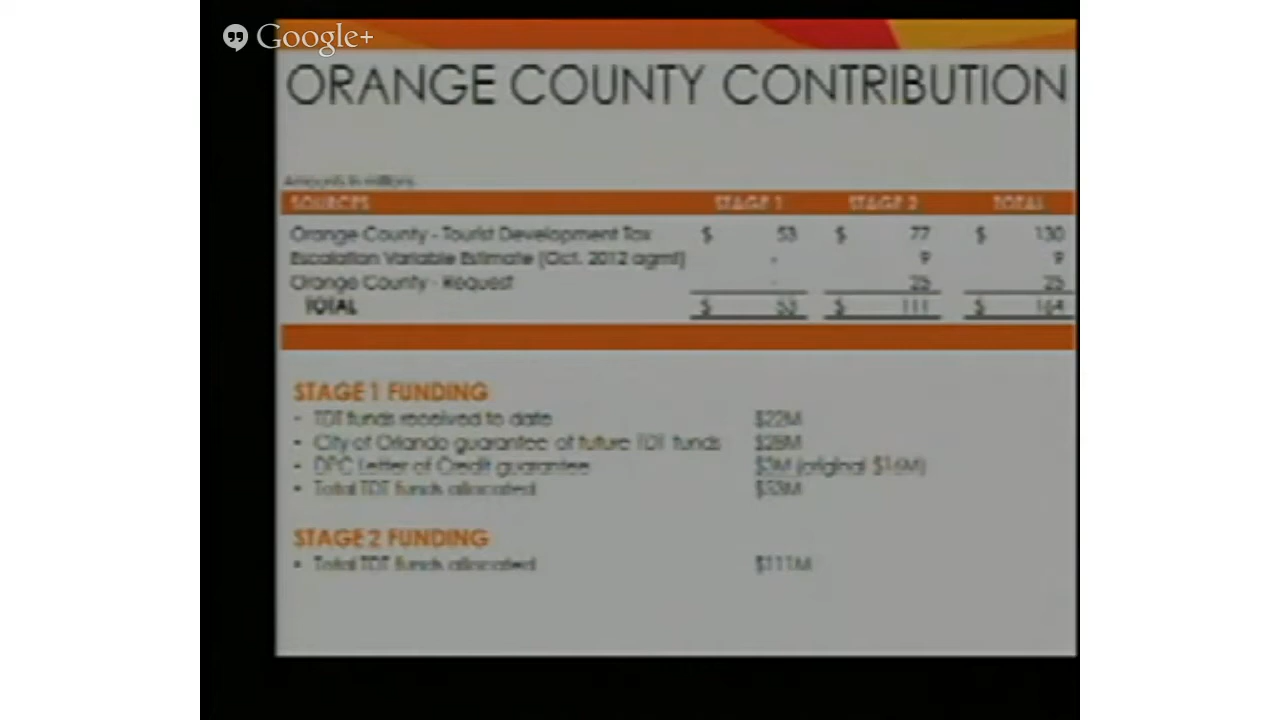 Google+
ORANGE COUNTY CONTRIBUTION
Amounts in millions
SOURCES STAGE 1 STAGE 2 TOTAL
Orange County - Tourist Development Tax $ 53 $ 77 $ 130
Escalation Variable Estimate (Oct. 2012 agmt) - 9 9
Orange County - Request - 25 25
TOTAL $ 53 $ 111 $ 164
STAGE 1 FUNDING
• TDT funds received to date $22M
• City of Orlando guarantee of future TDT funds $28M
• DPC Letter of Credit guarantee $3M (original $16M)
• Total TDT funds allocated $53M
STAGE 2 FUNDING
• Total TDT funds allocated $111M